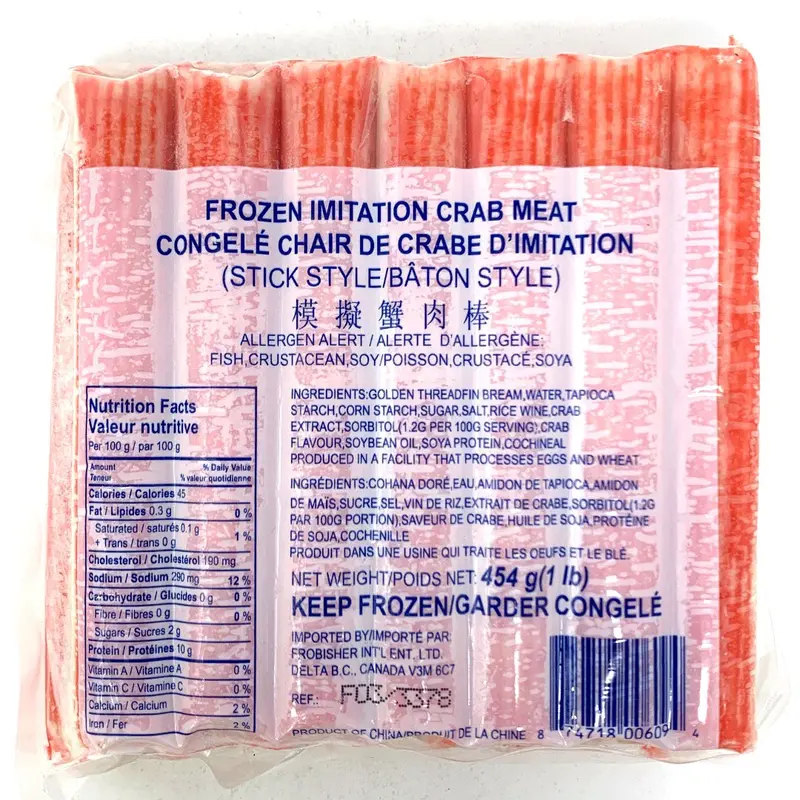 FROZEN IMITATION CRAB MEAT
CONGELÉ CHAIR DE CRABE D'IMITATION
(STICK STYLE/BÂTON STYLE)
模擬蟹肉棒
ALLERGEN ALERT / ALERTE D'ALLERGÈNE:
FISH,CRUSTACEAN,SOY/POISSON,CRUSTACÉ,SOYA
Nutrition Facts
Valeur nutritive
Per 100 g / par 100 g
Amount % Daily Value
Teneur % valeur quotidienne
Calories / Calories 45
Fat / Lipides 0.3 g 0 %
Saturated / saturés 0.1 g
+ Trans / trans 0 g 1 %
Cholesterol / Cholestérol 190 mg
Sodium / Sodium 290 mg 12 %
Carbohydrate / Glucides 0 g 0 %
Fibre / Fibres 0 g 0 %
Sugars / Sucres 2 g
Protein / Protéines 10 g
Vitamin A / Vitamine A 0 %
Vitamin C / Vitamine C 0 %
Calcium / Calcium 2 %
Iron / Fer 2 %
INGREDIENTS:GOLDEN THREADFIN BREAM,WATER,TAPIOCA
STARCH,CORN STARCH,SUGAR,SALT,RICE WINE,CRAB
EXTRACT,SORBITOL(1.2G PER 100G SERVING),CRAB
FLAVOUR,SOYBEAN OIL,SOYA PROTEIN,COCHINEAL
PRODUCED IN A FACILITY THAT PROCESSES EGGS AND WHEAT
INGRÉDIENTS:COHANA DORÉ,EAU,AMIDON DE TAPIOCA,AMIDON
DE MAÏS,SUCRE,SEL,VIN DE RIZ,EXTRAIT DE CRABE,SORBITOL(1.2G
PAR 100G PORTION),SAVEUR DE CRABE,HUILE DE SOJA,PROTÉINE
DE SOJA,COCHENILLE
PRODUIT DANS UNE USINE QUI TRAITE LES OEUFS ET LE BLÉ.
NET WEIGHT/POIDS NET: 454 g(1 lb)
KEEP FROZEN/GARDER CONGELÉ
IMPORTED BY/IMPORTÉ PAR:
FROBISHER INT'L ENT. LTD.
DELTA B.C., CANADA V3M 6C7
REF.: F03/3378
PRODUCT OF CHINA/PRODUIT DE LA CHINE
8 74718 00609 4